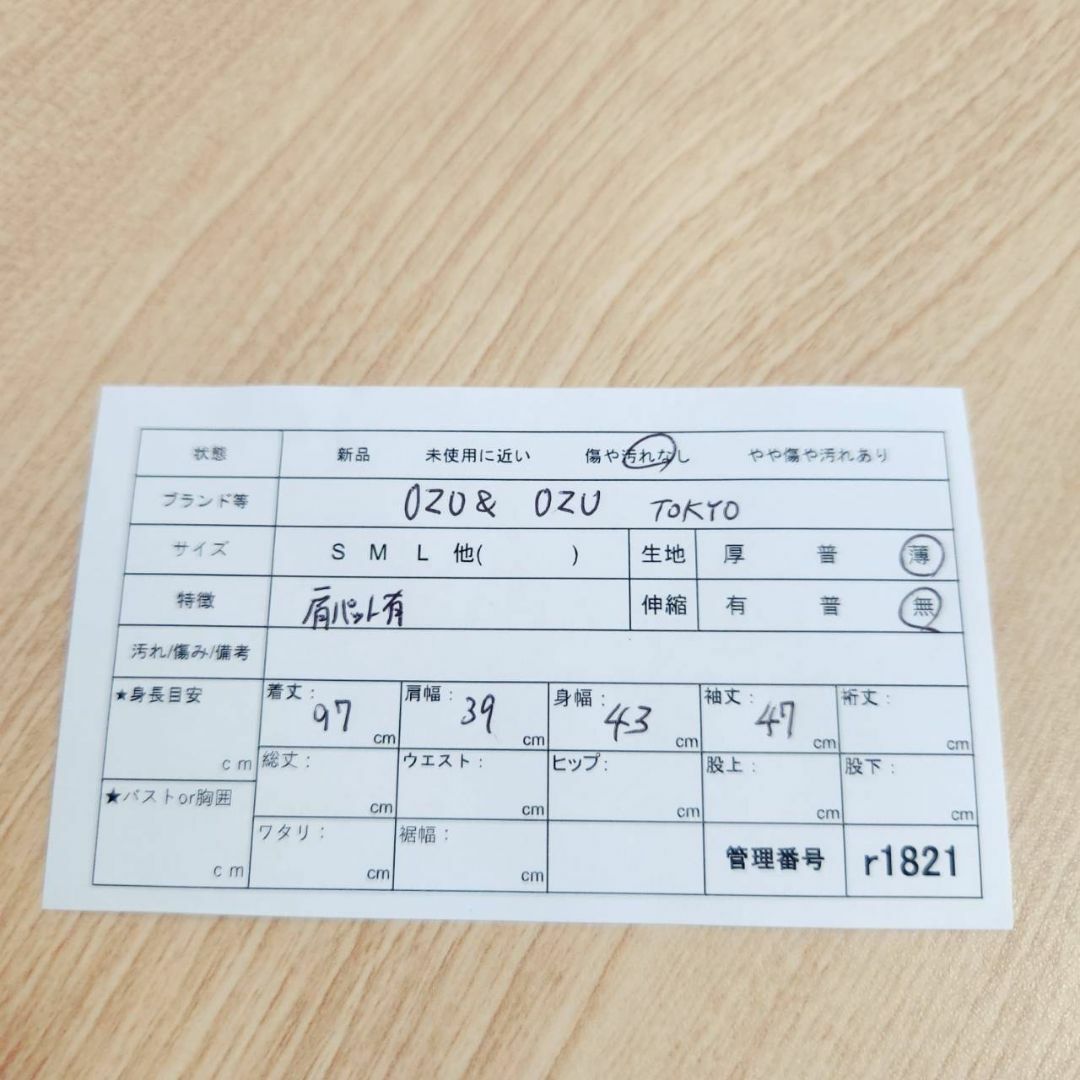 状態 新品 未使用に近い 傷や汚れなし やや傷や汚れあり
ブランド等 OZU & OZU TOKYO
サイズ S M L 他( ) 生地 厚 普 薄
特徴 肩パット有 伸縮 有 普 無
汚れ/傷み/備考
★身長目安 cm 着丈: 97 cm 肩幅: 39 cm 身幅: 43 cm 袖丈: 47 cm 裄丈: cm
総丈: cm ウエスト: cm ヒップ: cm 股上: cm 股下: cm
★バストor胸囲 cm ワタリ: cm 裾幅: cm 管理番号 r1821